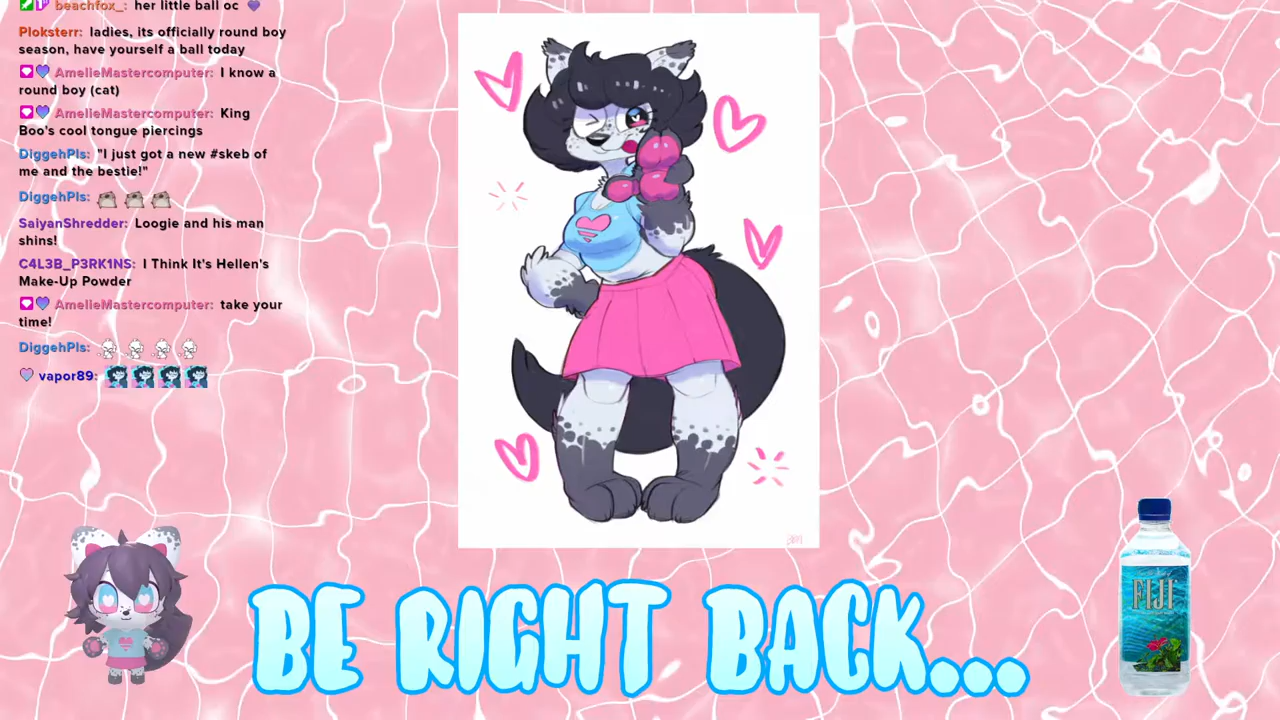 beachfox_: her little ball oc
Ploksterr: ladies, its officially round boy
season, have yourself a ball today
AmelieMastercomputer: I know a
round boy (cat)
AmelieMastercomputer: King
Boo's cool tongue piercings
DiggehPls: "I just got a new #skeb of
me and the bestie!"
DiggehPls:
SaiyanShredder: Loogie and his man
shins!
C4L3B_P3RK1NS: I Think It's Hellen's
Make-Up Powder
AmelieMastercomputer: take your
time!
DiggehPls:
vapor89:
FIJI
BE RIGHT BACK...